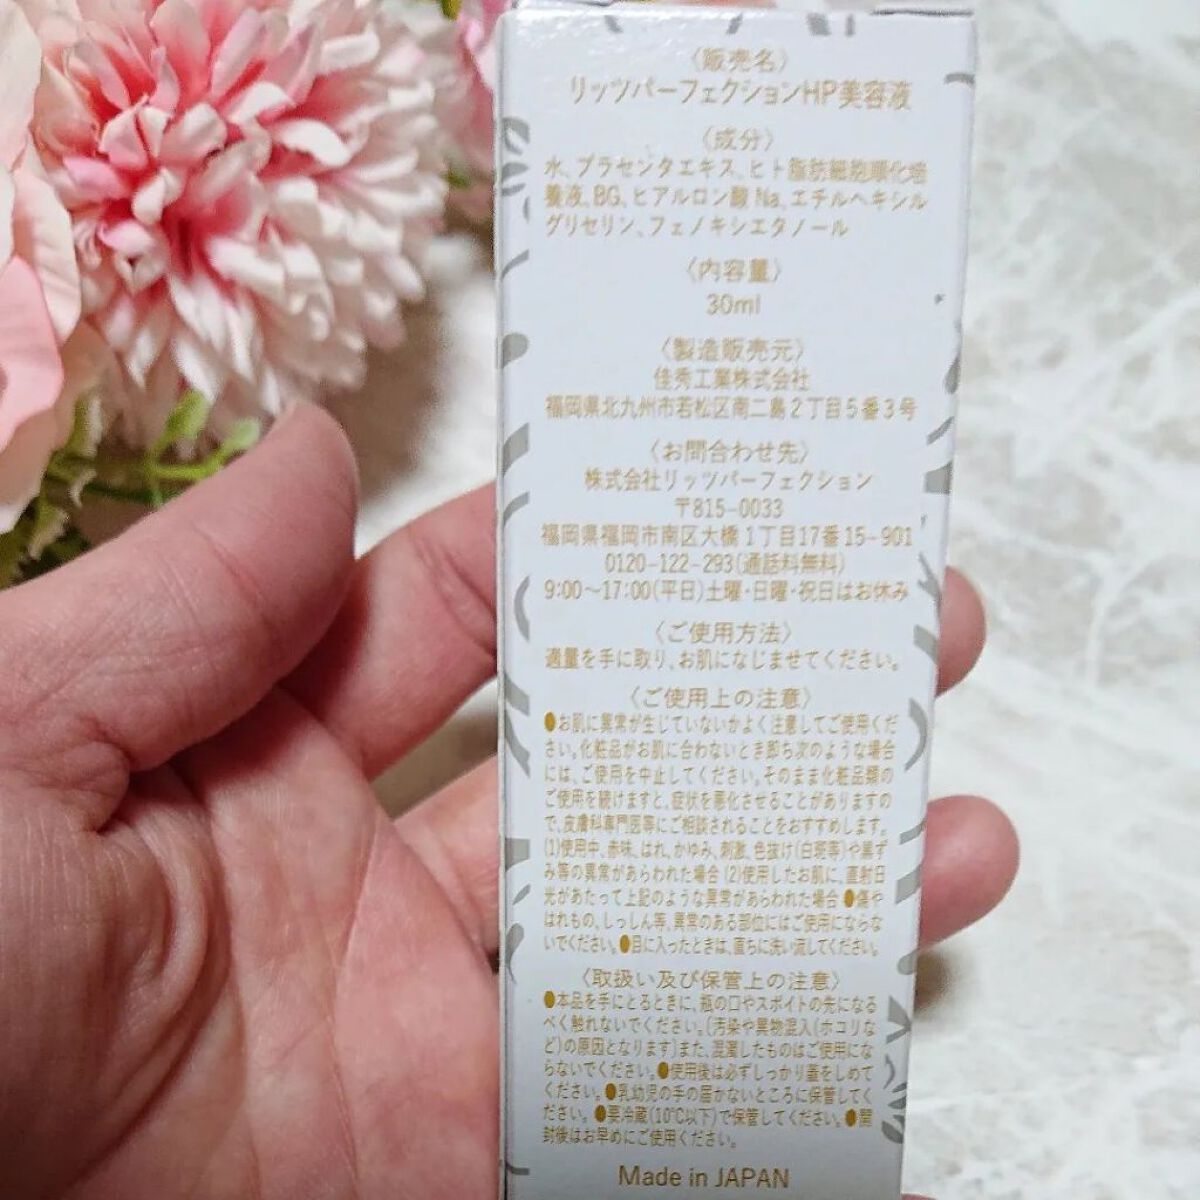 〈販売名〉
リッツパーフェクションHP美容液
〈成分〉
水、プラセンタエキス、ヒト脂肪細胞順化培
養液、BG、ヒアルロン酸Na、エチルヘキシル
グリセリン、フェノキシエタノール
〈内容量〉
30ml
〈製造販売元〉
佳秀工業株式会社
福岡県北九州市若松区南二島2丁目5番3号
〈お問合わせ先〉
株式会社リッツパーフェクション
〒815-0033
福岡県福岡市南区大橋1丁目17番15-901
0120-122-293(通話料無料)
9:00～17:00(平日)土曜・日曜・祝日はお休み
〈ご使用方法〉
適量を手に取り、お肌になじませてください。
〈ご使用上の注意〉
●お肌に異常が生じていないかよく注意してご使用くだ
さい。化粧品がお肌に合わないとき即ち次のような場合
には、ご使用を中止してください。そのまま化粧品類の
ご使用を続けますと、症状を悪化させることがありますの
で、皮膚科専門医等にご相談されることをおすすめします。
(1)使用中、赤味、はれ、かゆみ、刺激、色抜け(白斑等)や黒ず
み等の異常があらわれた場合 (2)使用したお肌に、直射日
光があたって上記のような異常があらわれた場合 ●傷や
はれもの、しっしん等、異常のある部位にはご使用にならな
いでください。●目に入ったときは、直ちに洗い流してください。
〈取扱い及び保管上の注意〉
●本品を手にとるときに、瓶の口やスポイトの先になる
べく触れないでください。(汚染や異物混入(ホコリな
ど)の原因となります)また、混濁したものはご使用にな
らないでください。●使用後は必ずしっかり蓋をしめて
ください。●乳幼児の手の届かないところに保管してく
ださい。●要冷蔵(10℃以下)で保管してください。●開
封後はお早めにご使用ください。
Made in JAPAN